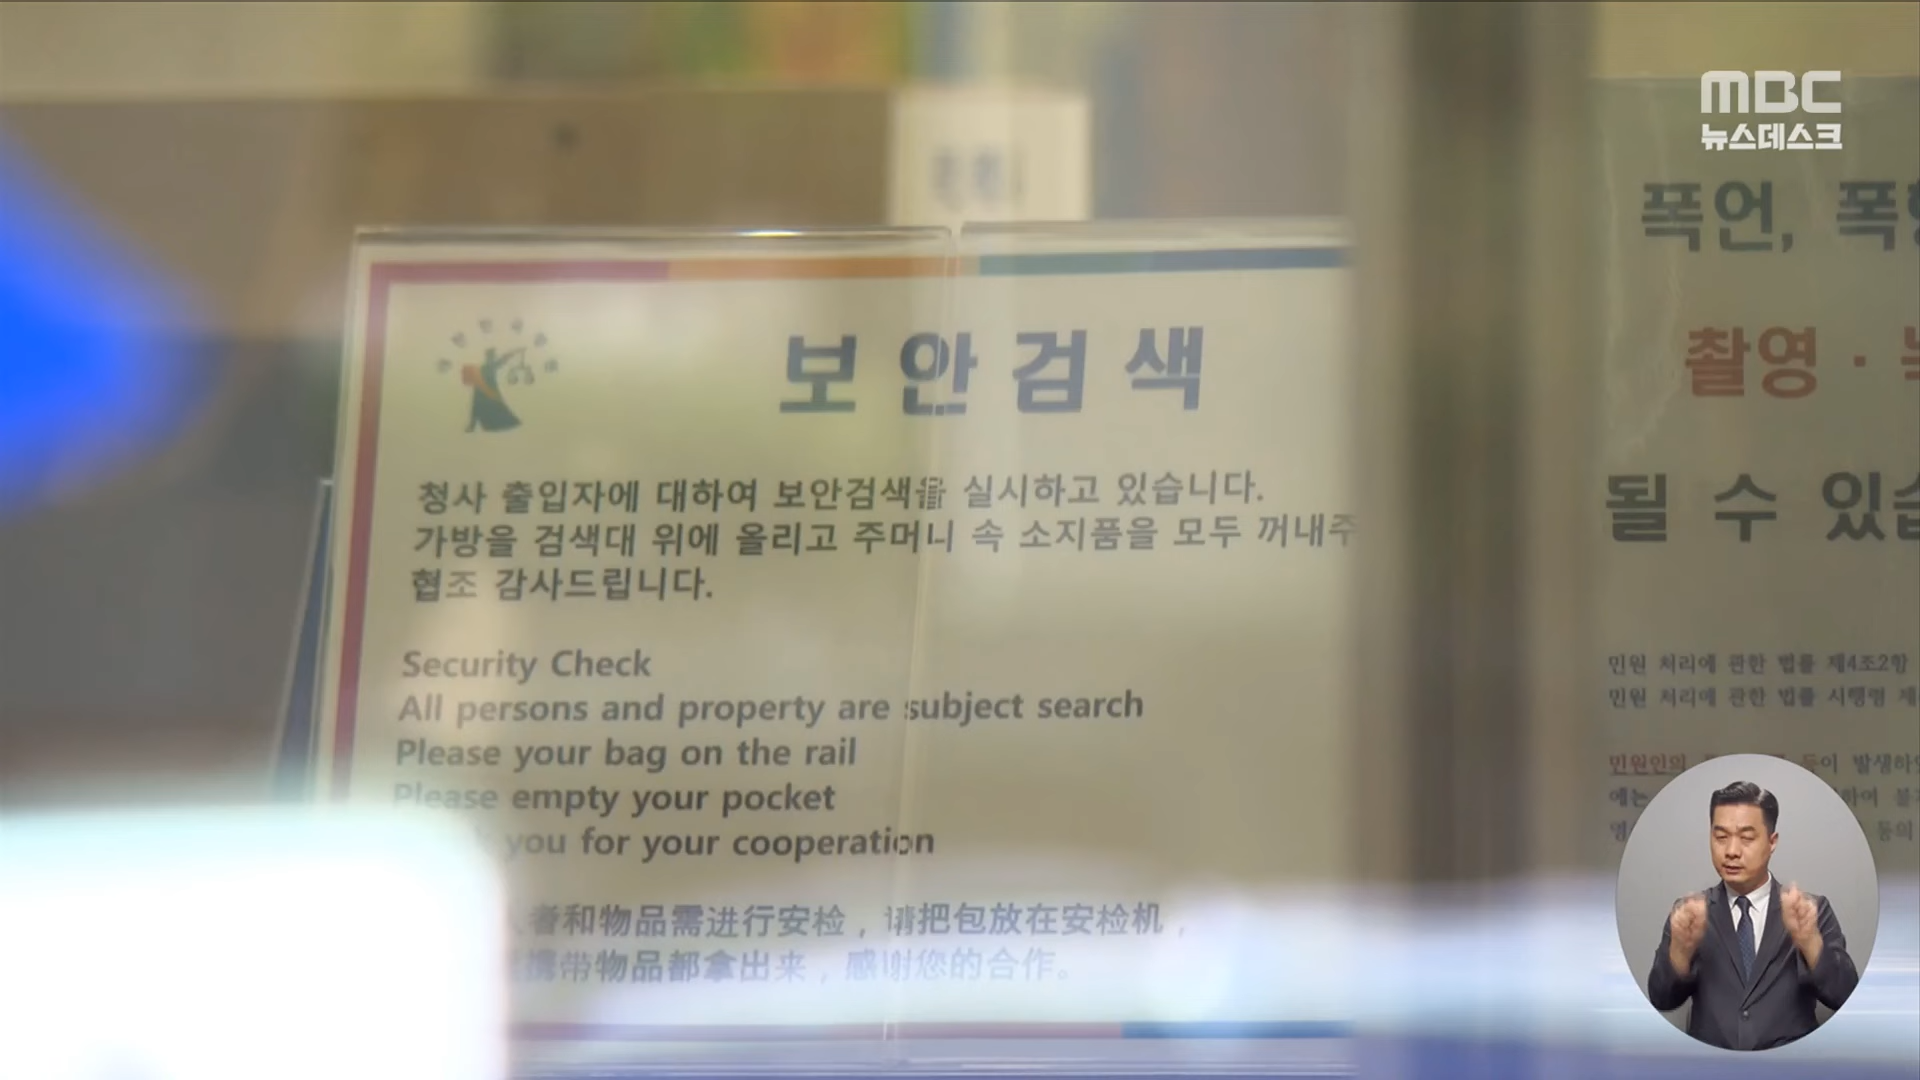 MBC
뉴스데스크
보안검색
청사 출입자에 대하여 보안검색을 실시하고 있습니다.
가방을 검색대 위에 올리고 주머니 속 소지품을 모두 꺼내주
협조 감사드립니다.
Security Check
All persons and property are subject search
Please your bag on the rail
Please empty your pocket
you for your cooperation
者和物品需进行安检，请把包放在安检机，
携带物品都拿出来，感谢您的合作。
폭언,
촬영 ·
될 수
민원 처리에 관한 법률 제4조2항
민원 처리에 관한 법률 시행령
민원인의 등이